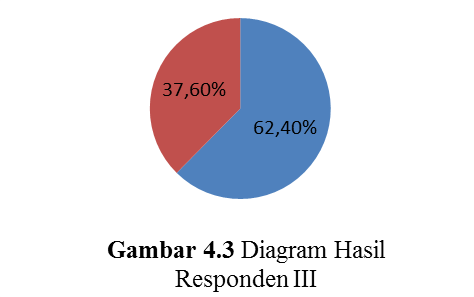 37,60%
62,40%
Gambar 4.3 Diagram Hasil
Responden III